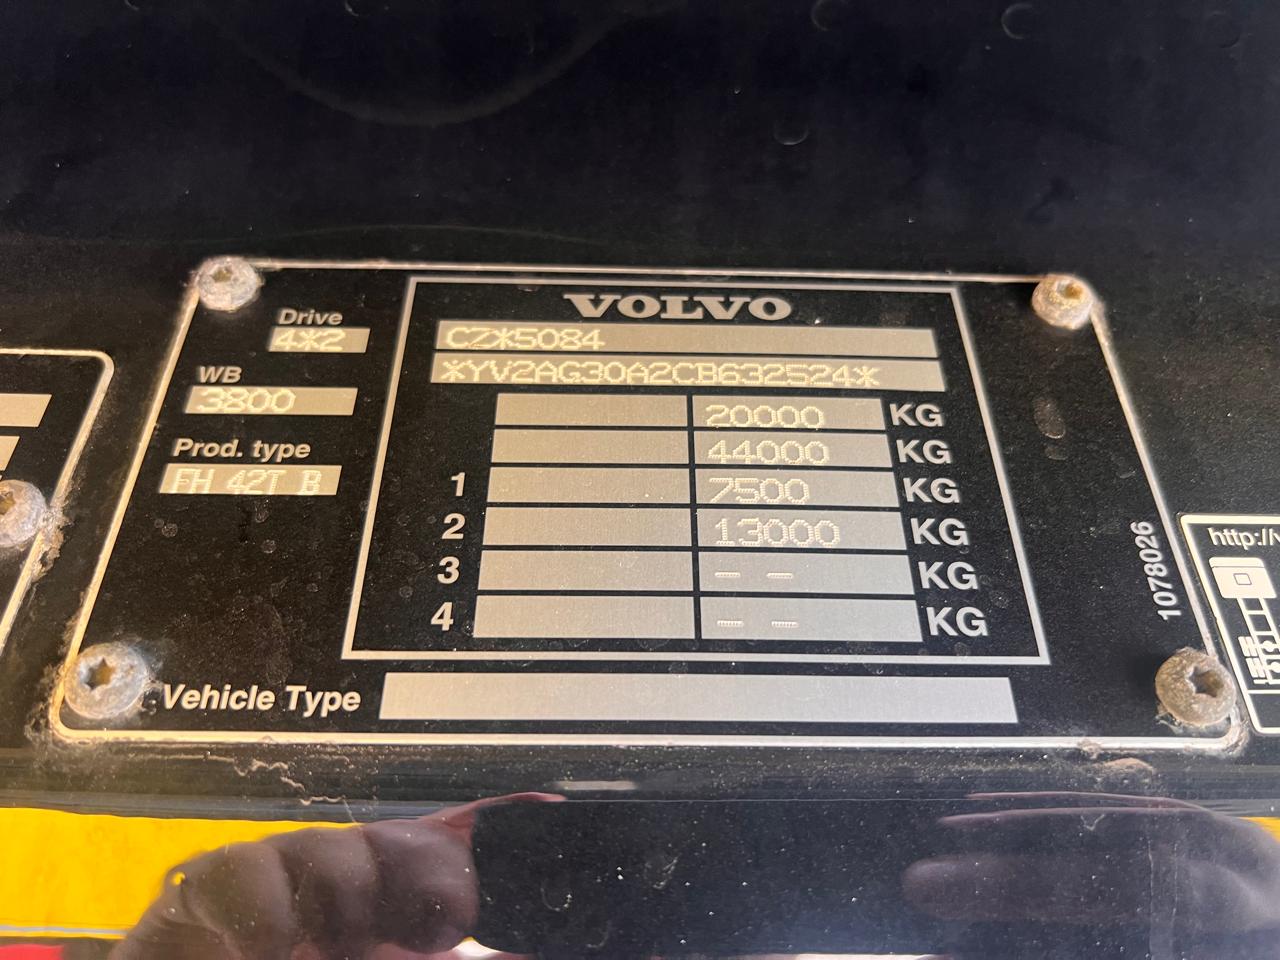 VOLVO
Drive
4*2
CZ*5084
*YV2AG30A2CB632524*
WB
3800
20000 KG
44000 KG
Prod. type
FH 42T B
1 7500 KG
2 13000 KG
3 - - KG
4 - - KG
Vehicle Type
1078026
http://